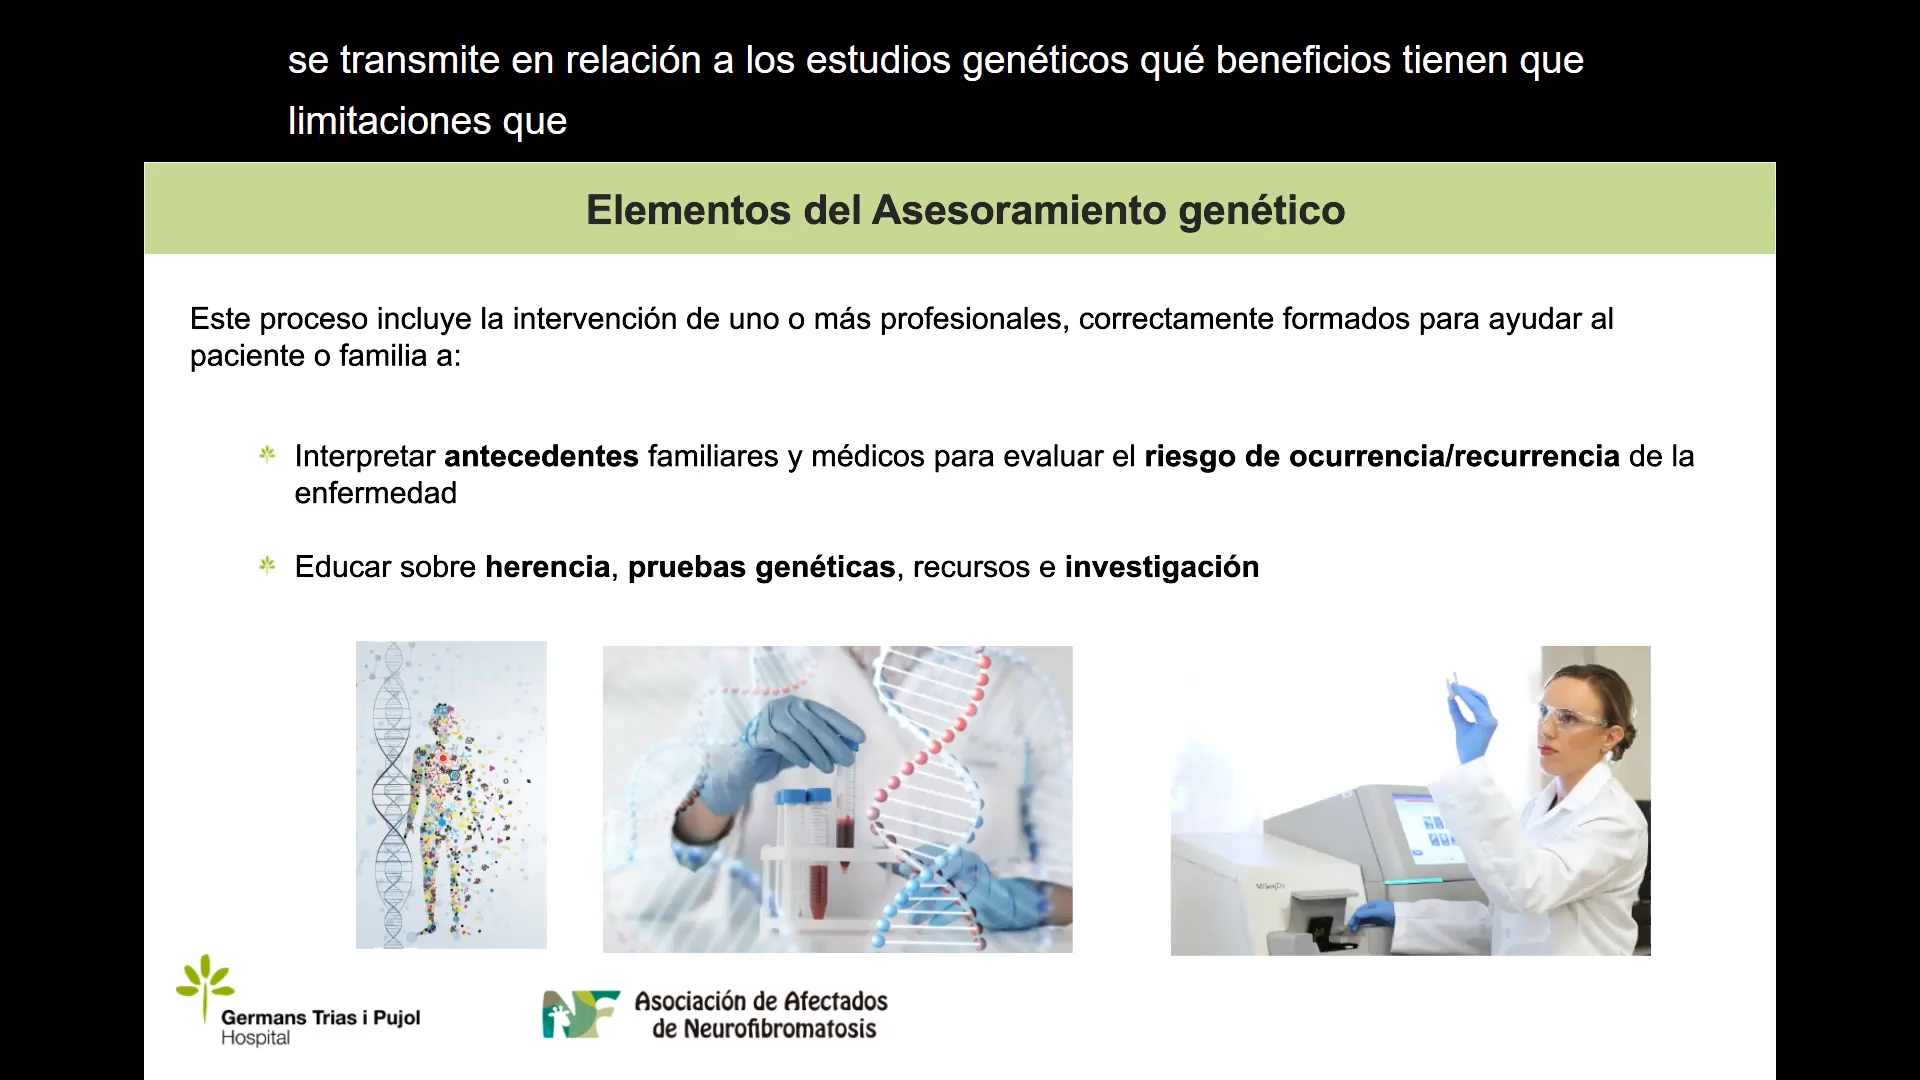 se transmite en relación a los estudios genéticos qué beneficios tienen que
limitaciones que
Elementos del Asesoramiento genético
Este proceso incluye la intervención de uno o más profesionales, correctamente formados para ayudar al
paciente o familia a:
Interpretar antecedentes familiares y médicos para evaluar el riesgo de ocurrencia/recurrencia de la
enfermedad
Educar sobre herencia, pruebas genéticas, recursos e investigación
MiSeqDx
Germans Trias i Pujol
Hospital
NF
Asociación de Afectados
de Neurofibromatosis